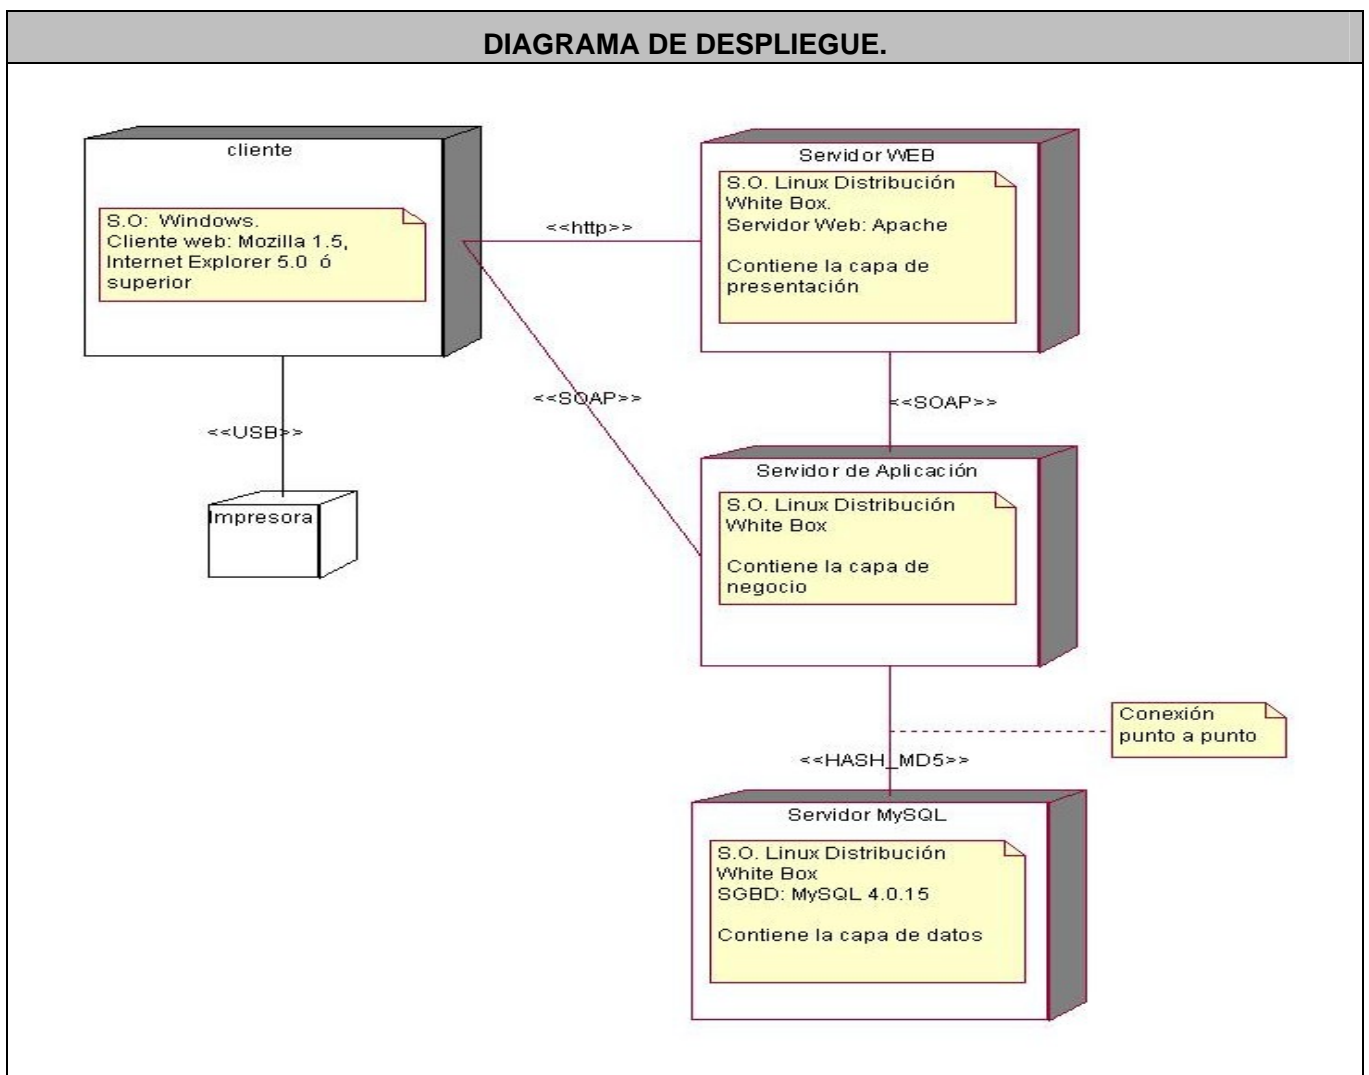 DIAGRAMA DE DESPLIEGUE.
cliente
S.O: Windows.
Cliente web: Mozilla 1.5,
Internet Explorer 5.0 ó
superior
<<http>>
Servidor WEB
S.O. Linux Distribución
White Box.
Servidor Web: Apache
Contiene la capa de
presentación
<<SOAP>>
<<SOAP>>
<<USB>>
Impresora
Servidor de Aplicación
S.O. Linux Distribución
White Box
Contiene la capa de
negocio
Conexión
punto a punto
<<HASH_MD5>>
Servidor MySQL
S.O. Linux Distribución
White Box
SGBD: MySQL 4.0.15
Contiene la capa de datos